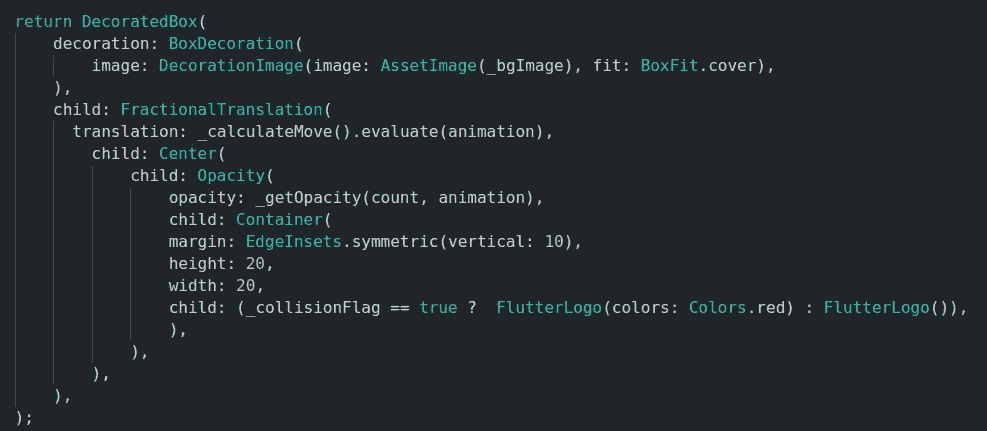 return DecoratedBox(
    decoration: BoxDecoration(
        image: DecorationImage(image: AssetImage(_bgImage), fit: BoxFit.cover),
    ),
    child: FractionalTranslation(
      translation: _calculateMove().evaluate(animation),
        child: Center(
            child: Opacity(
                opacity: _getOpacity(count, animation),
                child: Container(
                margin: EdgeInsets.symmetric(vertical: 10),
                height: 20,
                width: 20,
                child: (_collisionFlag == true ?  FlutterLogo(colors: Colors.red) : FlutterLogo()),
                ),
            ),
        ),
    ),
);